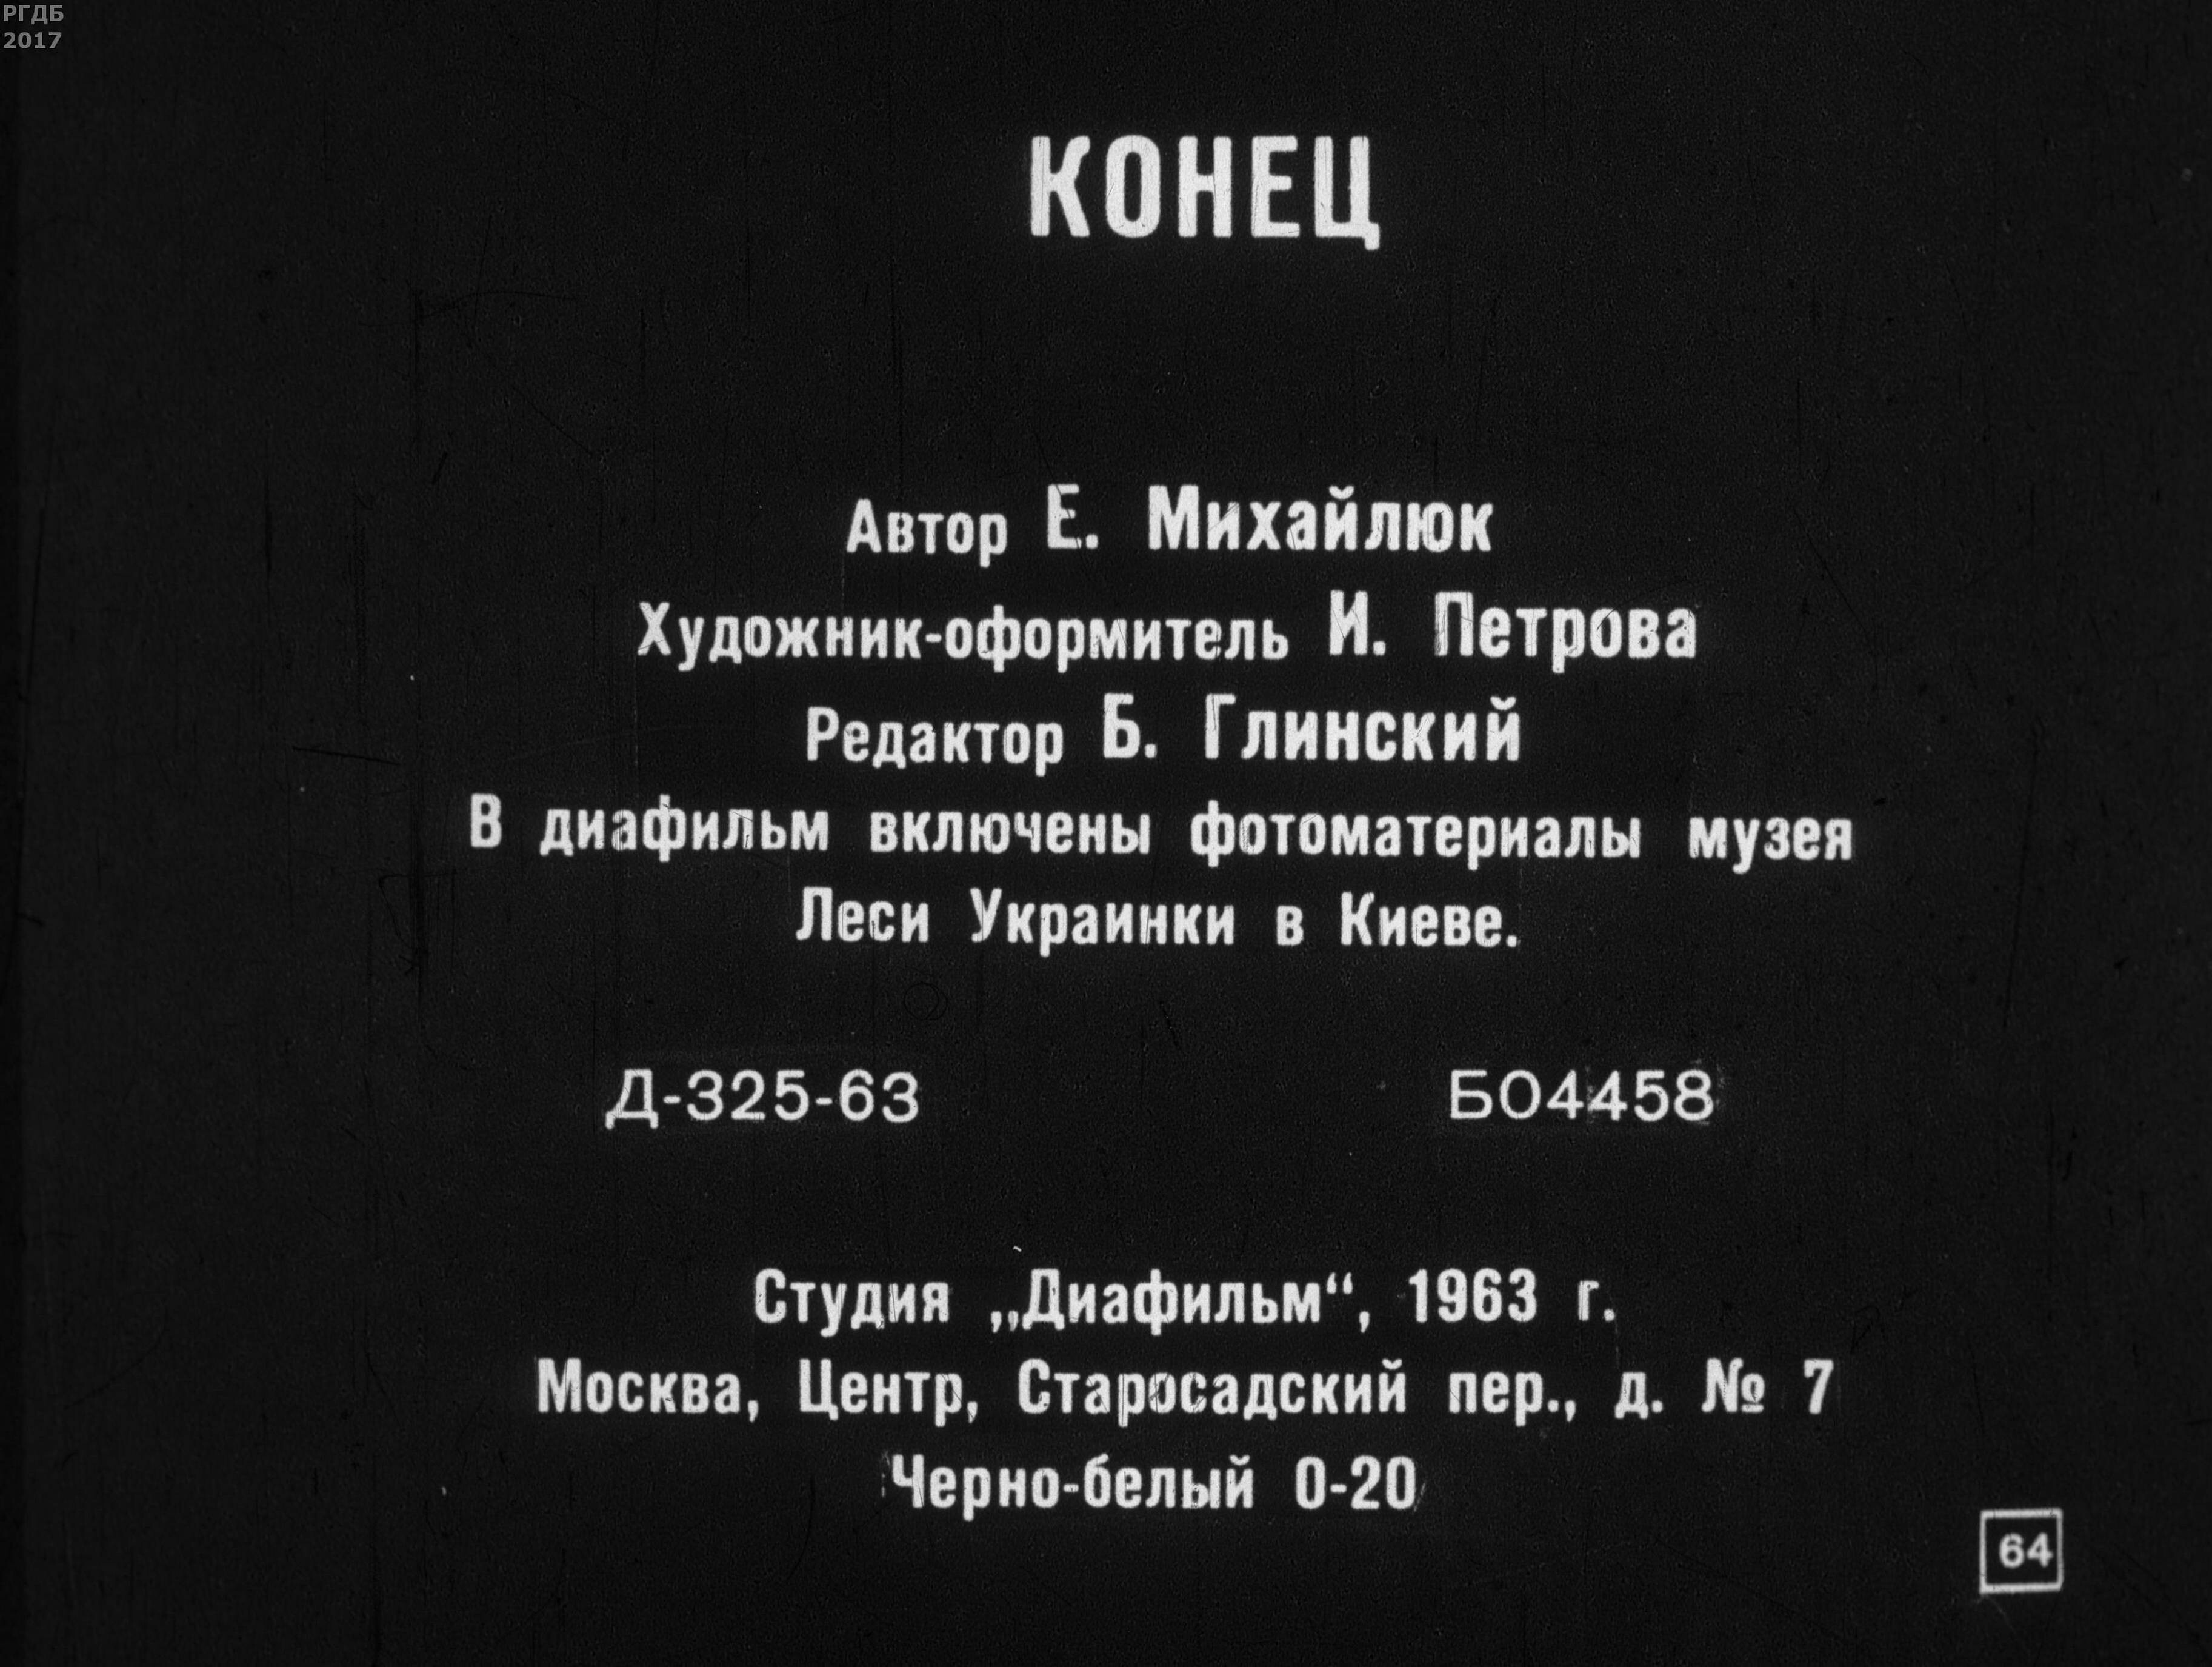 РГДБ
2017
КОНЕЦ
Автор Е. Михайлюк
Художник-оформитель И. Петрова
Редактор Б. Глинский
В диафильм включены фотоматериалы музея
Леси Украинки в Киеве.
Д-325-63 Б04458
Студия „Диафильм“, 1963 г.
Москва, Центр, Старосадский пер., д. № 7
Черно-белый 0-20
64